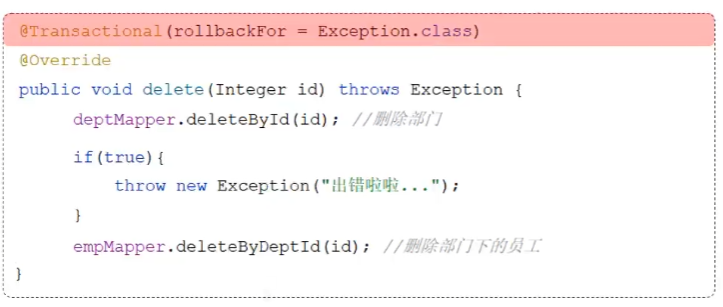 @Transactional(rollbackFor = Exception.class)
@Override
public void delete(Integer id) throws Exception {
deptMapper.deleteById(id); //删除部门
if(true){
throw new Exception("出错啦啦...");
}
empMapper.deleteByDeptId(id); //删除部门下的员工
}